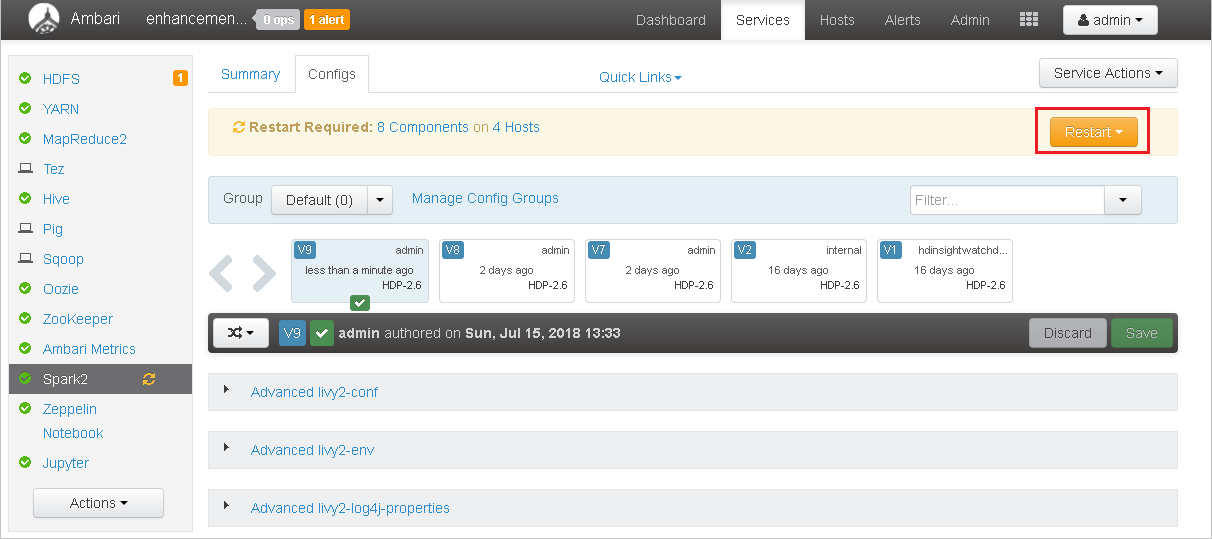 Ambari enhancemen... 0 ops 1 alert Dashboard Services Hosts Alerts Admin admin
HDFS 1
YARN
MapReduce2
Tez
Hive
Pig
Sqoop
Oozie
ZooKeeper
Ambari Metrics
Spark2
Zeppelin
Notebook
Jupyter
Actions
Summary Configs Quick Links Service Actions
Restart Required: 8 Components on 4 Hosts Restart
Group Default (0) Manage Config Groups Filter...
V9 admin
less than a minute ago
HDP-2.6
V8 admin
2 days ago
HDP-2.6
V7 admin
2 days ago
HDP-2.6
V2 internal
16 days ago
HDP-2.6
V1 hdinsightwatchd...
16 days ago
HDP-2.6
V9 admin authored on Sun, Jul 15, 2018 13:33 Discard Save
Advanced livy2-conf
Advanced livy2-env
Advanced livy2-log4j-properties